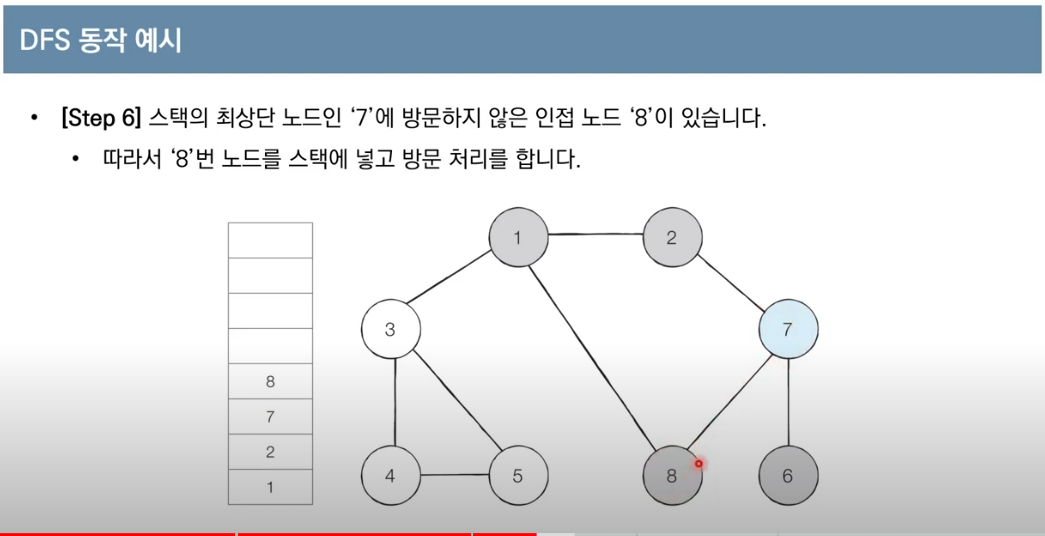 DFS 동작 예시
• [Step 6] 스택의 최상단 노드인 ‘7’에 방문하지 않은 인접 노드 ‘8’이 있습니다.
• 따라서 ‘8’번 노드를 스택에 넣고 방문 처리를 합니다.
1 2
3 7
8
7
2
1
4 5 8 6